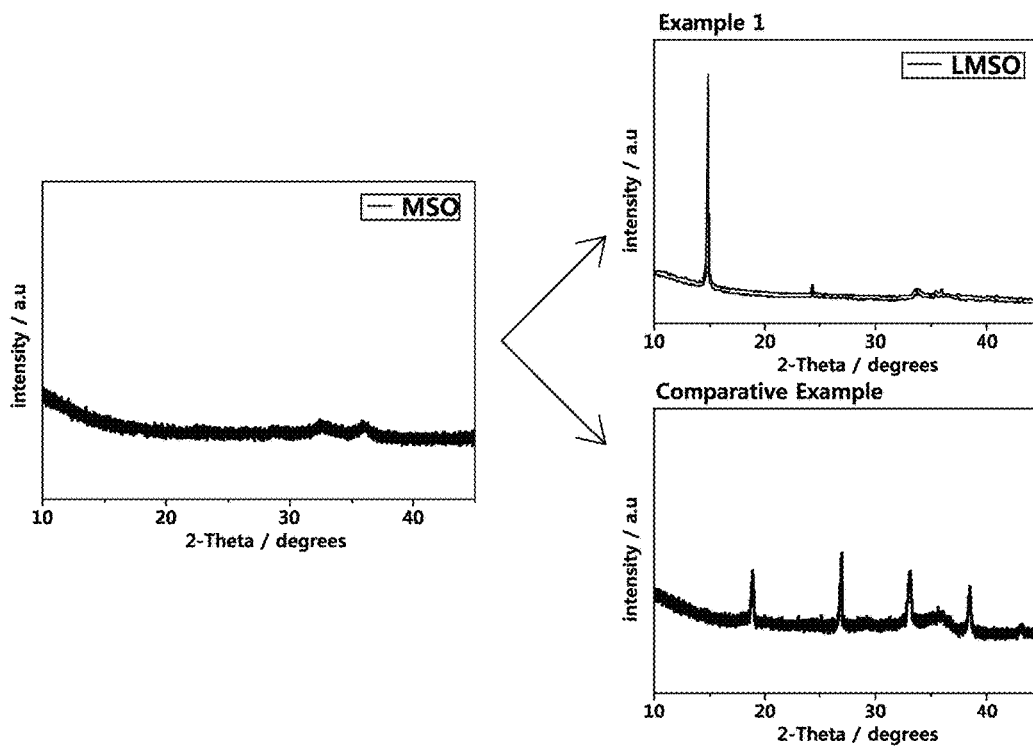 MSO
intensity / a.u
10 20 30 40
2-Theta / degrees
Example 1
LMSO
intensity / a.u
10 20 30 40
2-Theta / degrees
Comparative Example
intensity / a.u
10 20 30 40
2-Theta / degrees